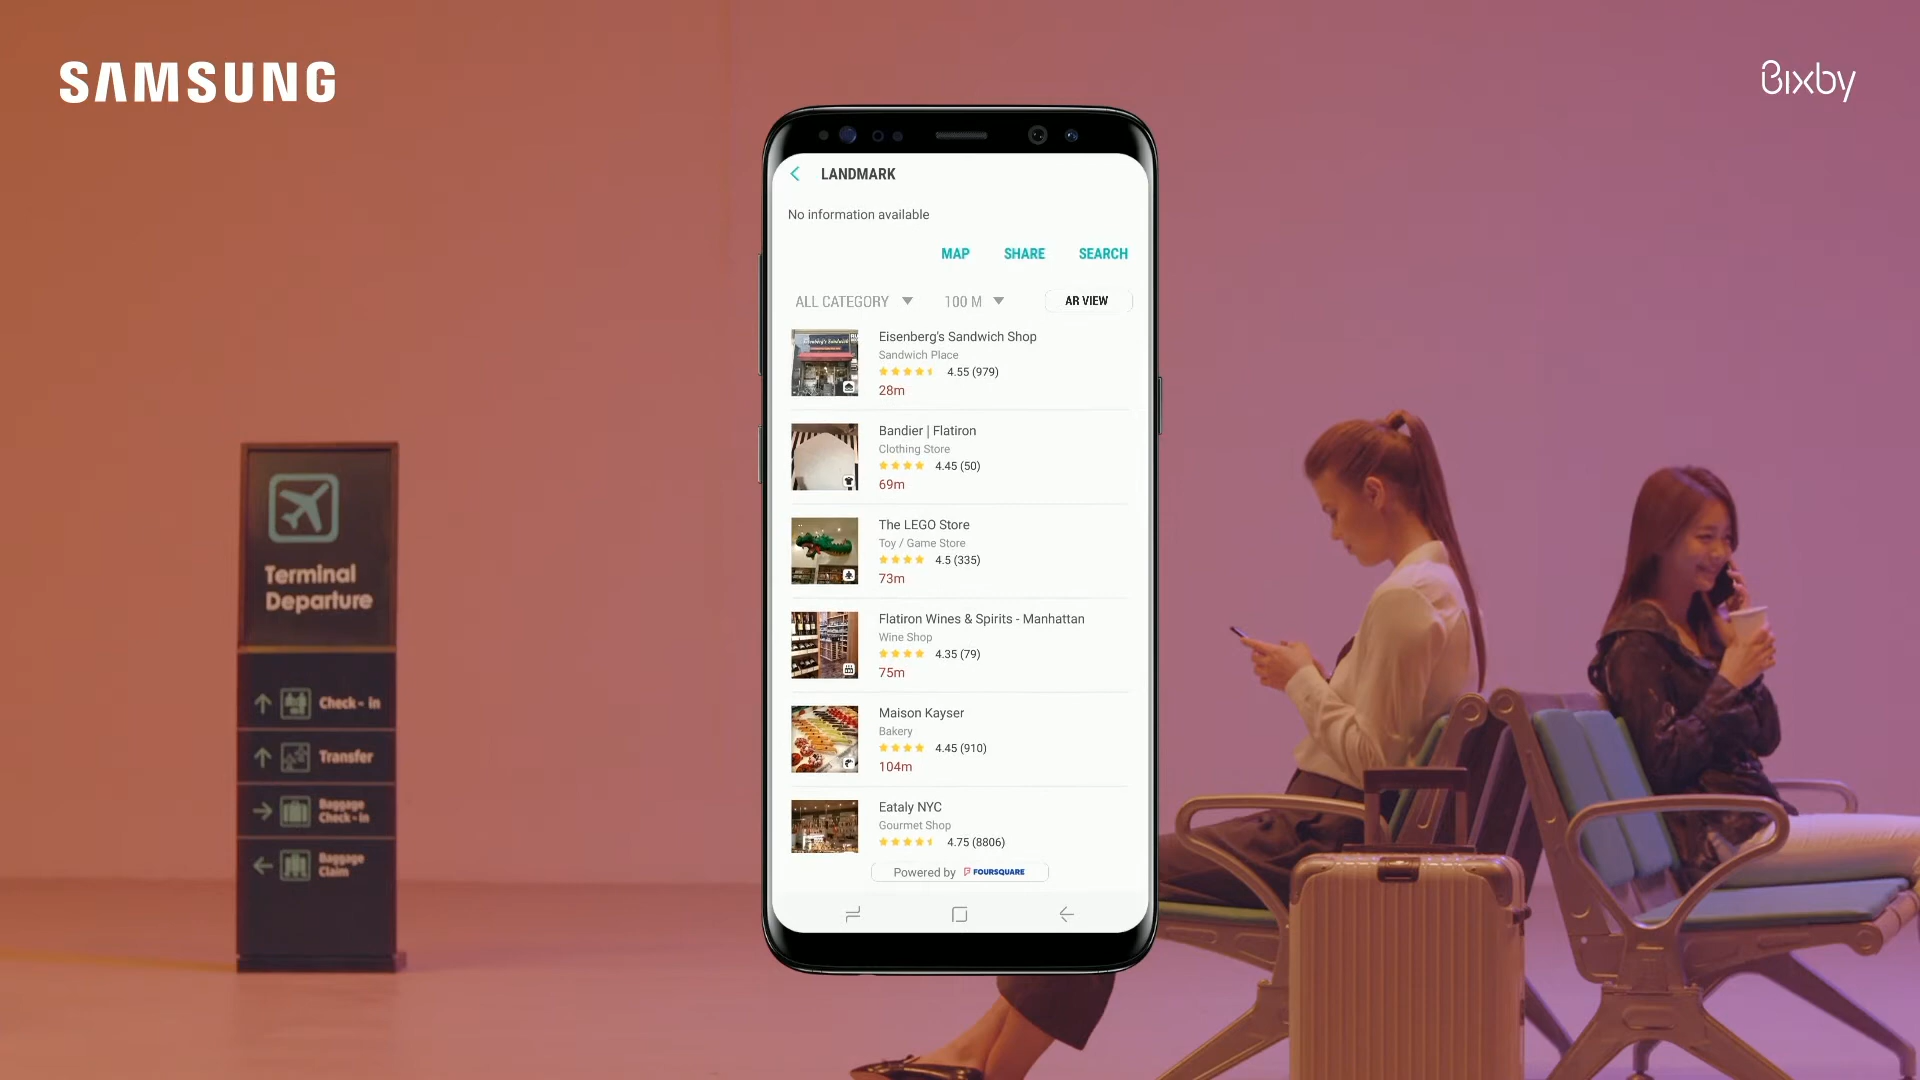 SAMSUNG
Bixby
LANDMARK
No information available
MAP SHARE SEARCH
ALL CATEGORY 100 M AR VIEW
Eisenberg's Sandwich Shop
Sandwich Place
4.55 (979)
28m
Bandier | Flatiron
Clothing Store
4.45 (50)
69m
The LEGO Store
Toy / Game Store
4.5 (335)
73m
Flatiron Wines & Spirits - Manhattan
Wine Shop
4.35 (79)
75m
Maison Kayser
Bakery
4.45 (910)
104m
Eataly NYC
Gourmet Shop
4.75 (8806)
Powered by FOURSQUARE
Terminal
Departure
Check-in
Transfer
Baggage
Check-in
Baggage
Claim